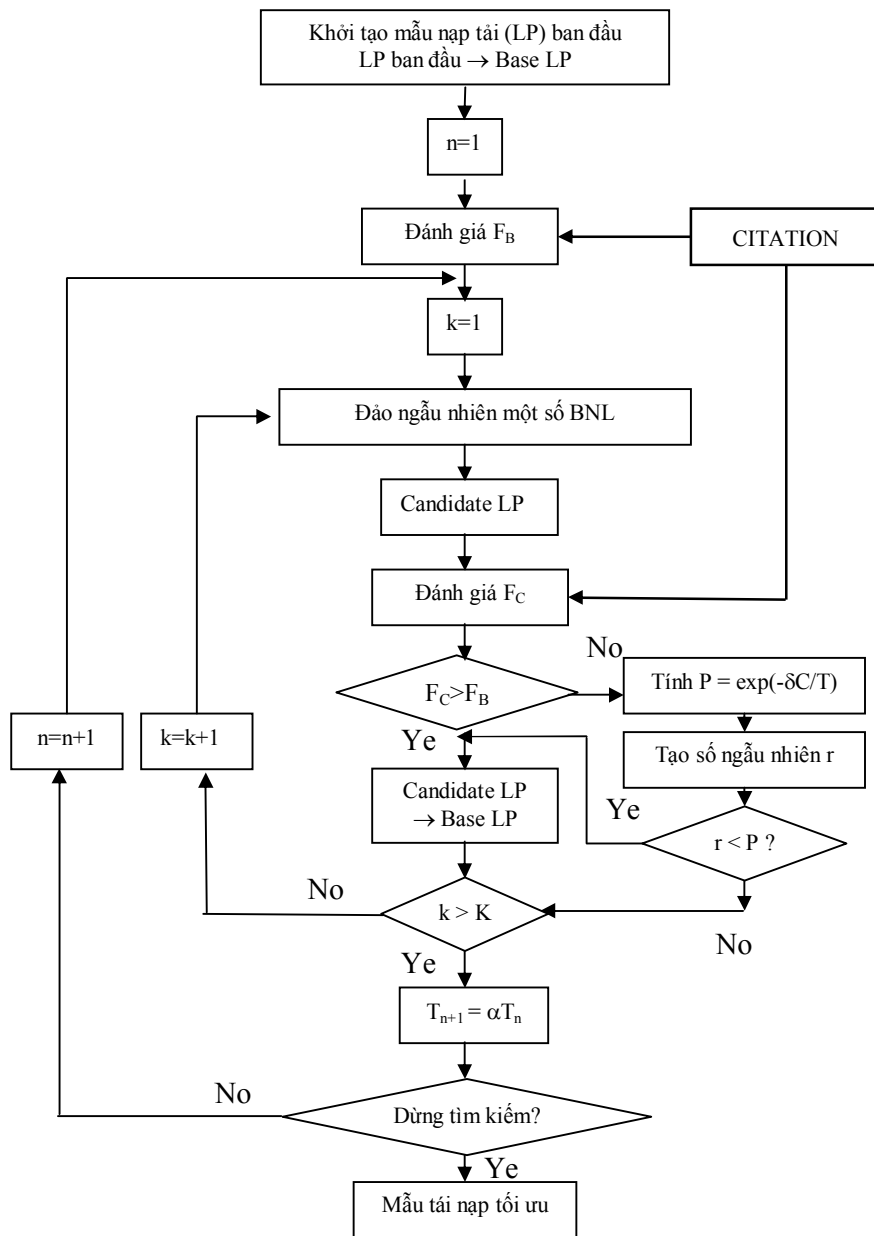 Khởi tạo mẫu nạp tải (LP) ban đầu
LP ban đầu → Base LP
n=1
Đánh giá F_B
CITATION
k=1
Đảo ngẫu nhiên một số BNL
Candidate LP
Đánh giá F_C
No
F_C>F_B
Tính P = exp(-δC/T)
n=n+1
k=k+1
Ye
Tạo số ngẫu nhiên r
Candidate LP
→ Base LP
Ye
r < P ?
No
k > K
No
Ye
T_{n+1} = αT_n
No
Dừng tìm kiếm?
Ye
Mẫu tái nạp tối ưu